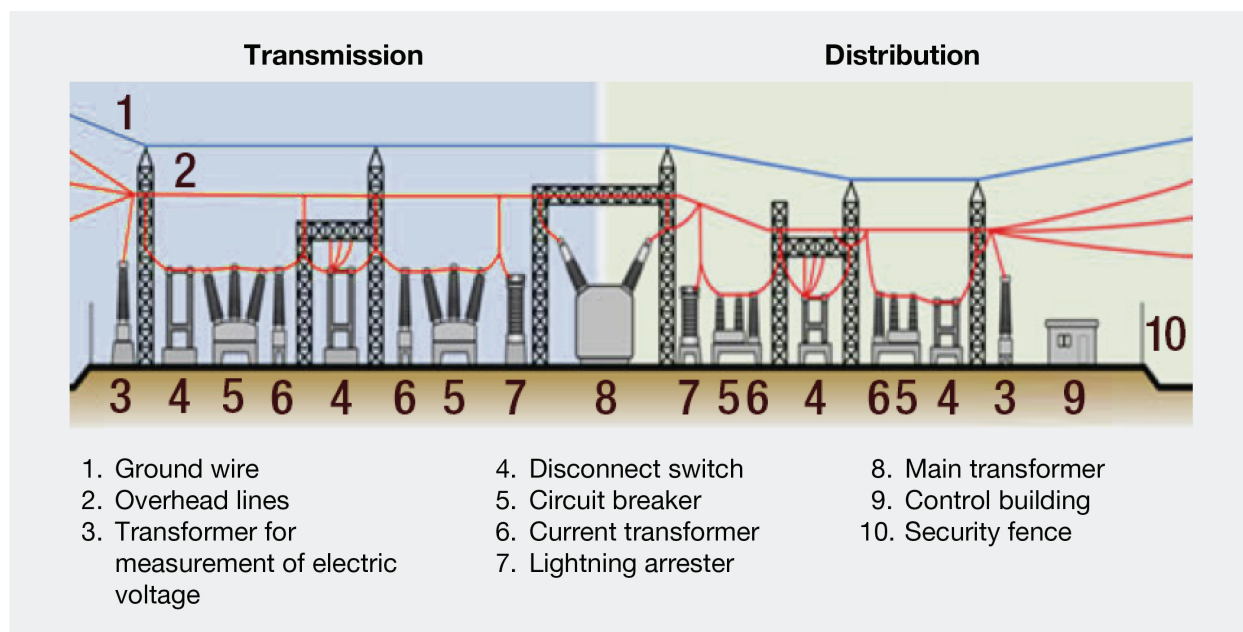 Transmission
Distribution
1
2
10
3 4 5 6 4 6 5 7 8 7 5 6 4 6 5 4 3 9
1. Ground wire
2. Overhead lines
3. Transformer for
measurement of electric
voltage
4. Disconnect switch
5. Circuit breaker
6. Current transformer
7. Lightning arrester
8. Main transformer
9. Control building
10. Security fence